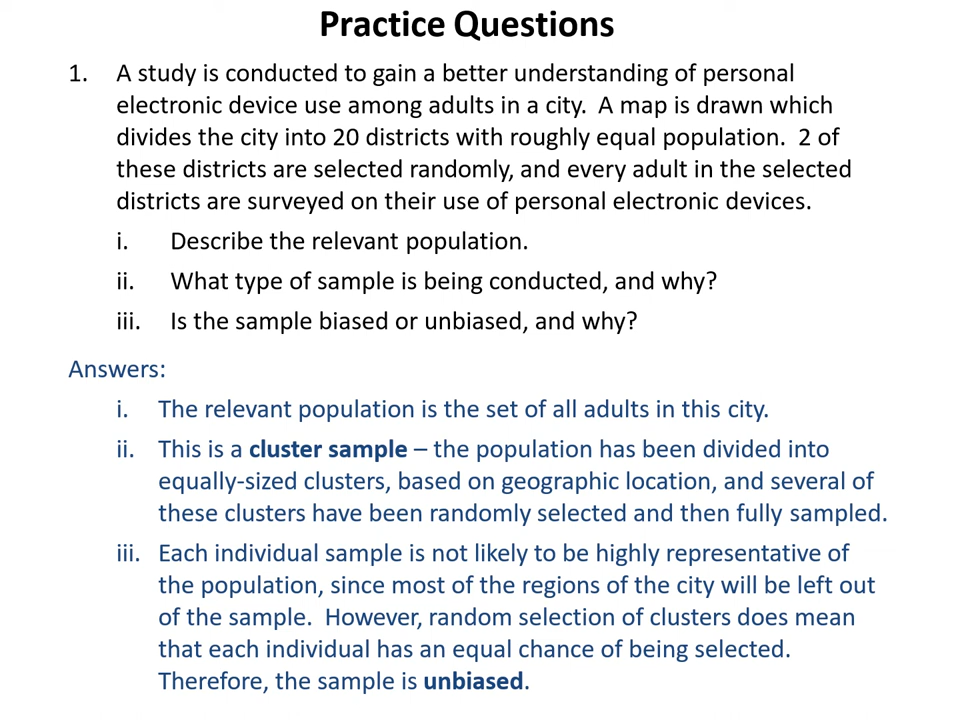 Practice Questions
1. A study is conducted to gain a better understanding of personal
electronic device use among adults in a city.  A map is drawn which
divides the city into 20 districts with roughly equal population.  2 of
these districts are selected randomly, and every adult in the selected
districts are surveyed on their use of personal electronic devices.
i. Describe the relevant population.
ii. What type of sample is being conducted, and why?
iii. Is the sample biased or unbiased, and why?
Answers:
i. The relevant population is the set of all adults in this city.
ii. This is a cluster sample – the population has been divided into
equally-sized clusters, based on geographic location, and several of
these clusters have been randomly selected and then fully sampled.
iii. Each individual sample is not likely to be highly representative of
the population, since most of the regions of the city will be left out
of the sample.  However, random selection of clusters does mean
that each individual has an equal chance of being selected.
Therefore, the sample is unbiased.